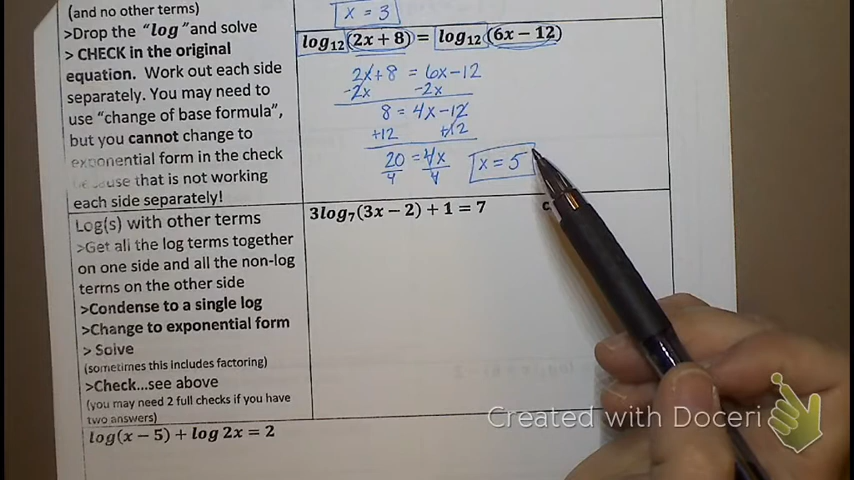 (and no other terms)
>Drop the "log" and solve
> CHECK in the original
equation. Work out each side
separately. You may need to
use "change of base formula",
but you cannot change to
exponential form in the check
because that is not working
each side separately!
x = 3
log₁₂(2x + 8) = log₁₂(6x − 12)
2x+8 = 6x−12
-2x -2x
8 = 4x−12
+12 +12
20 = 4x
4 4
x = 5
Log(s) with other terms
>Get all the log terms together
on one side and all the non-log
terms on the other side
>Condense to a single log
>Change to exponential form
> Solve
(sometimes this includes factoring)
>Check...see above
(you may need 2 full checks if you have
two answers)
3log₇(3x − 2) + 1 = 7
log(x − 5) + log 2x = 2
Created with Doceri